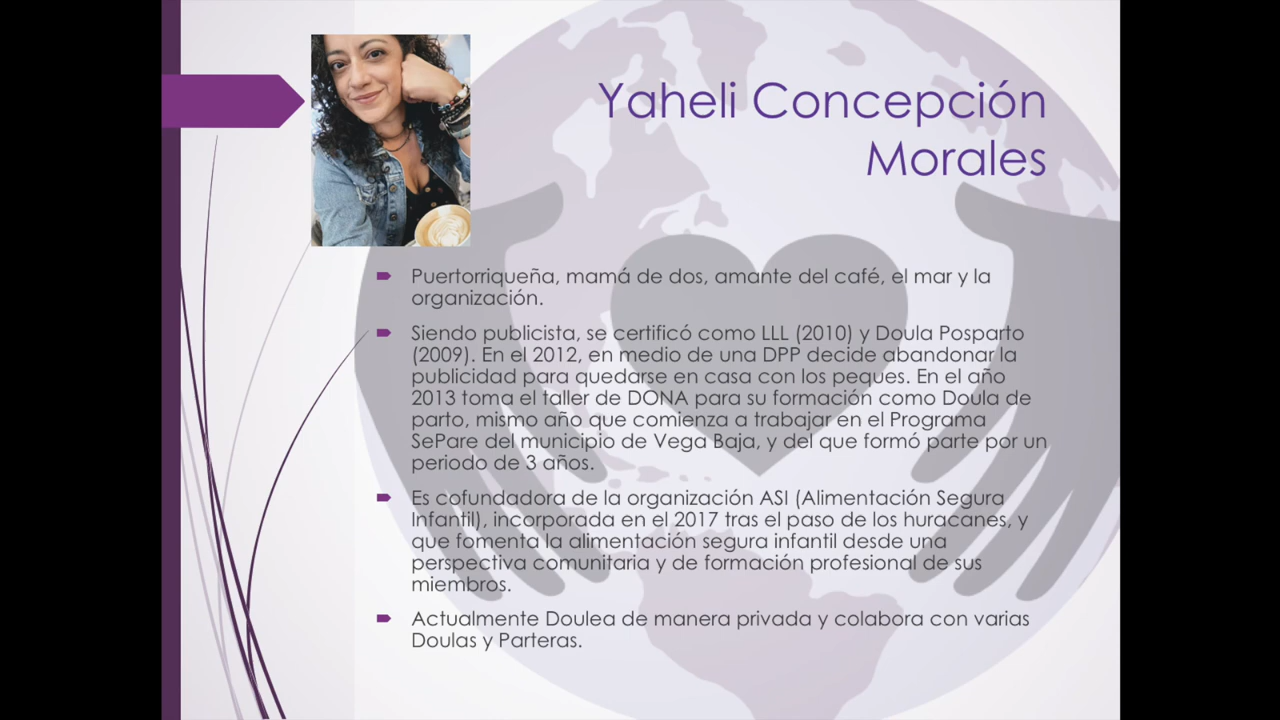 Yaheli Concepción
Morales
Puertorriqueña, mamá de dos, amante del café, el mar y la
organización.
Siendo publicista, se certificó como LLL (2010) y Doula Posparto
(2009). En el 2012, en medio de una DPP decide abandonar la
publicidad para quedarse en casa con los peques. En el año
2013 toma el taller de DONA para su formación como Doula de
parto, mismo año que comienza a trabajar en el Programa
SePare del municipio de Vega Baja, y del que formó parte por un
periodo de 3 años.
Es cofundadora de la organización ASI (Alimentación Segura
Infantil), incorporada en el 2017 tras el paso de los huracanes, y
que fomenta la alimentación segura infantil desde una
perspectiva comunitaria y de formación profesional de sus
miembros.
Actualmente Doulea de manera privada y colabora con varias
Doulas y Parteras.